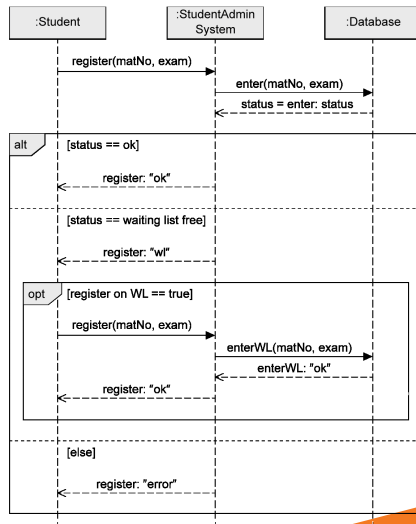 :Student
:StudentAdmin
System
:Database
register(matNo, exam)
enter(matNo, exam)
status = enter: status
alt
[status == ok]
register: "ok"
[status == waiting list free]
register: "wl"
opt
[register on WL == true]
register(matNo, exam)
enterWL(matNo, exam)
enterWL: "ok"
register: "ok"
[else]
register: "error"